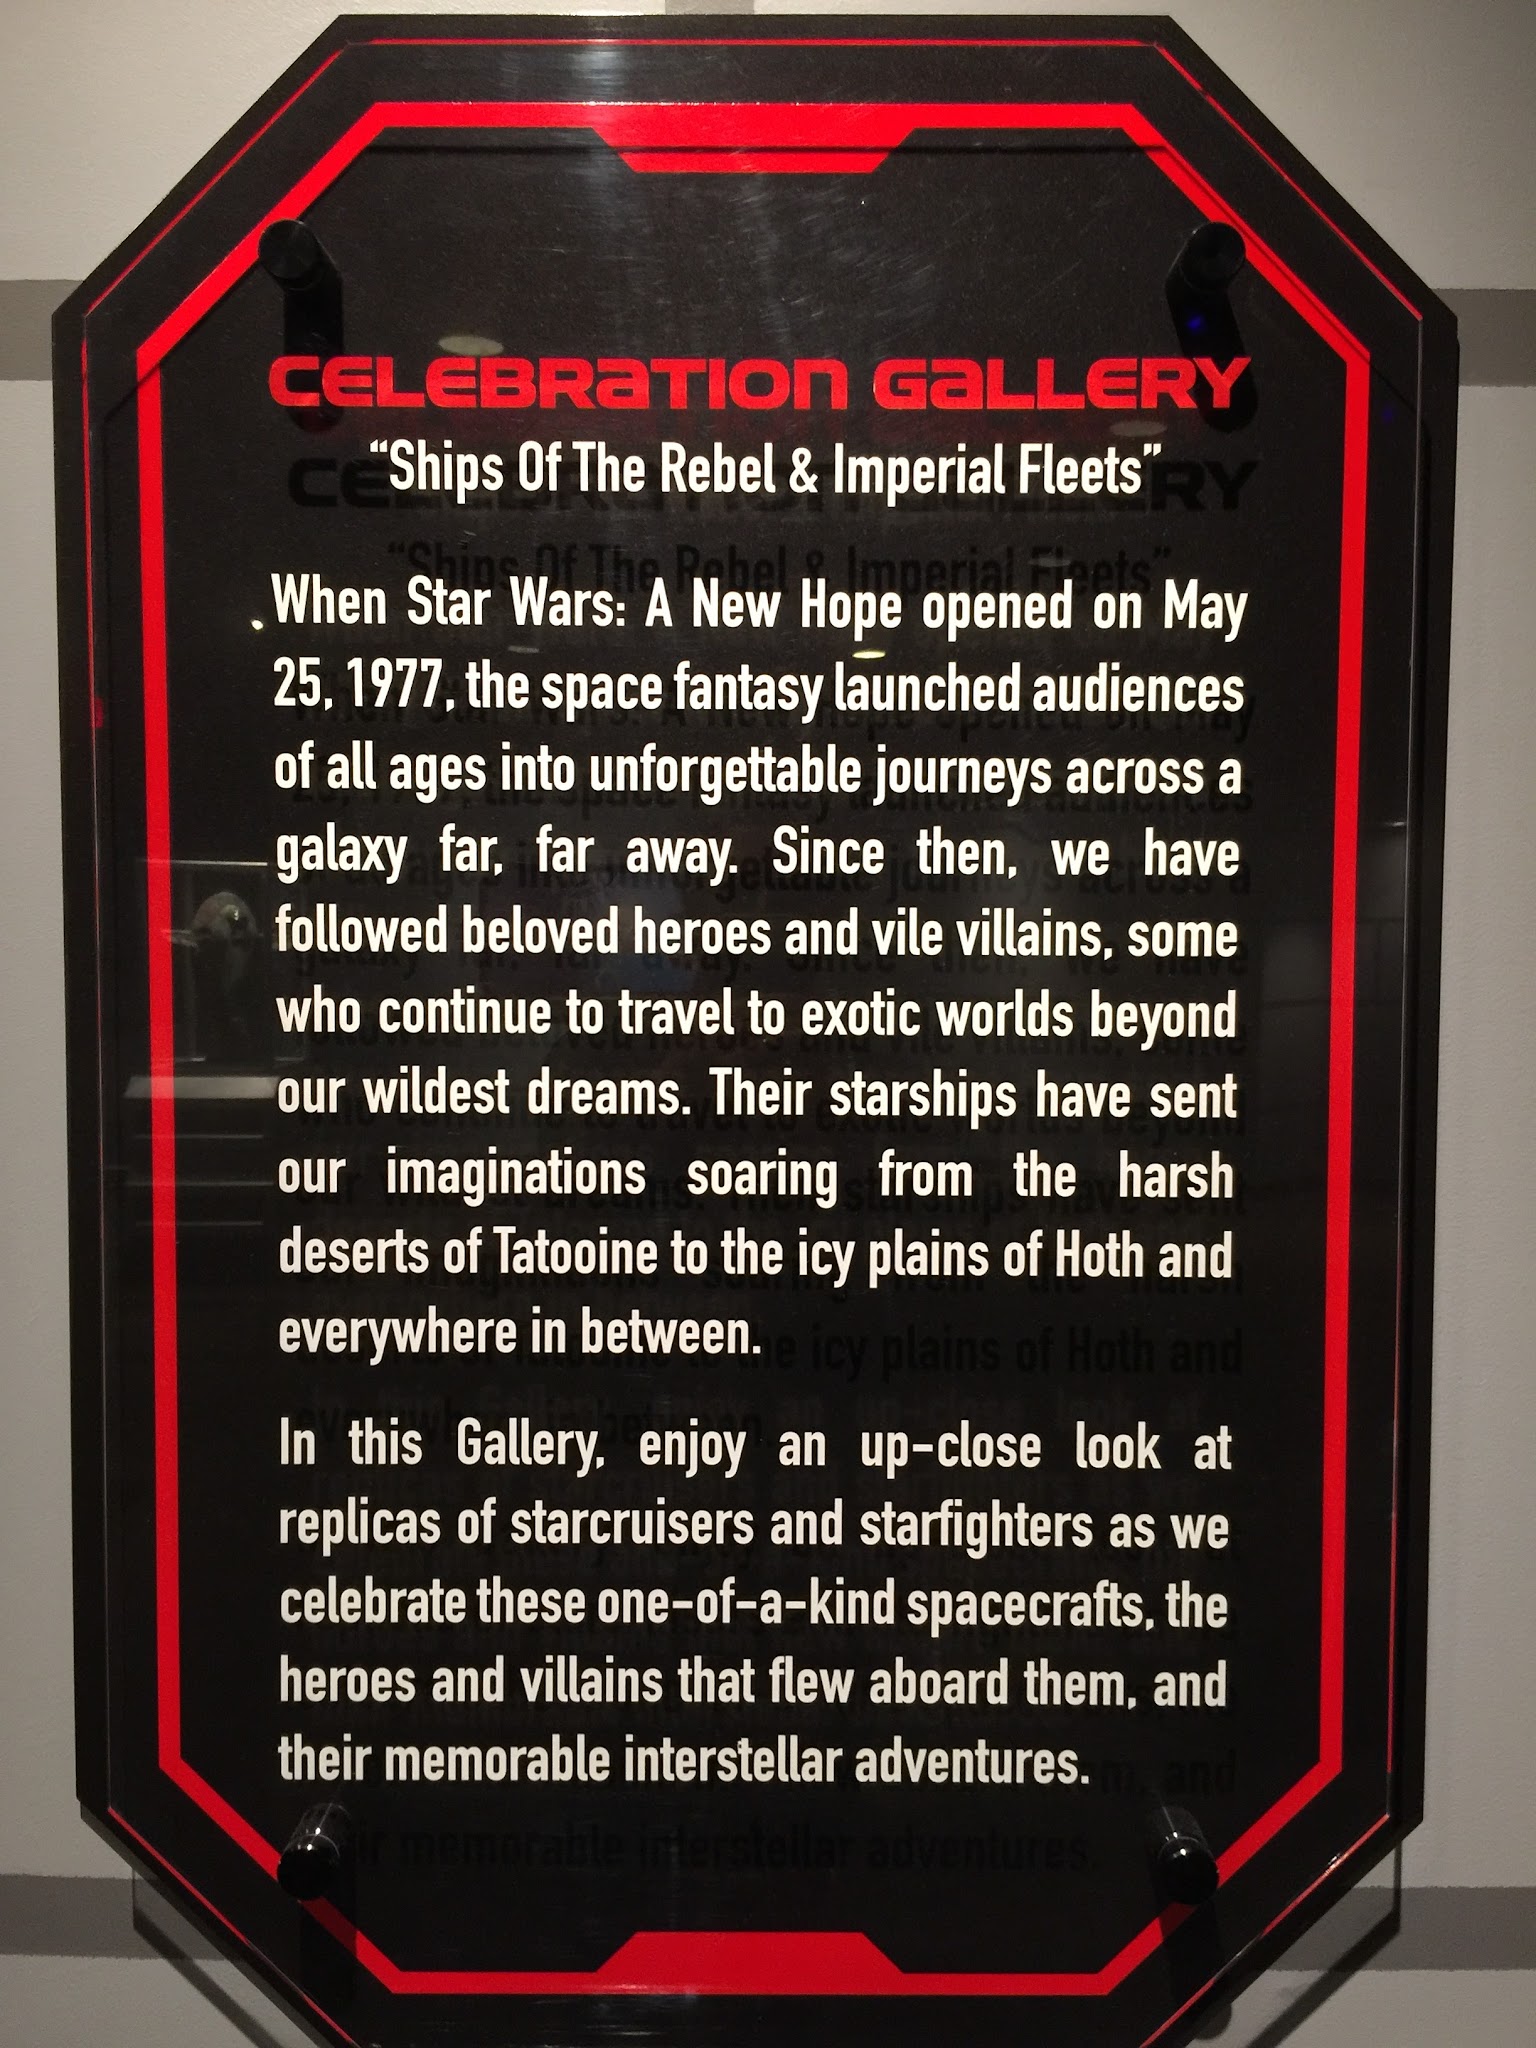 CELEBRATION GALLERY
“Ships Of The Rebel & Imperial Fleets”
When Star Wars: A New Hope opened on May
25, 1977, the space fantasy launched audiences
of all ages into unforgettable journeys across a
galaxy far, far away. Since then, we have
followed beloved heroes and vile villains, some
who continue to travel to exotic worlds beyond
our wildest dreams. Their starships have sent
our imaginations soaring from the harsh
deserts of Tatooine to the icy plains of Hoth and
everywhere in between.
In this Gallery, enjoy an up-close look at
replicas of starcruisers and starfighters as we
celebrate these one-of-a-kind spacecrafts, the
heroes and villains that flew aboard them, and
their memorable interstellar adventures.